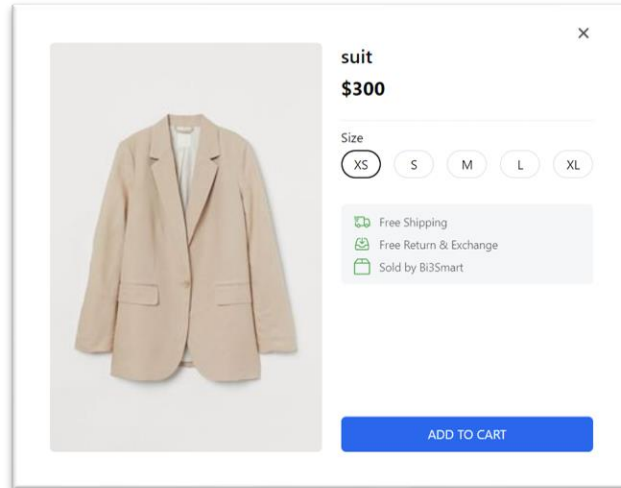 suit
$300
Size
XS S M L XL
Free Shipping
Free Return & Exchange
Sold by Bi3Smart
ADD TO CART